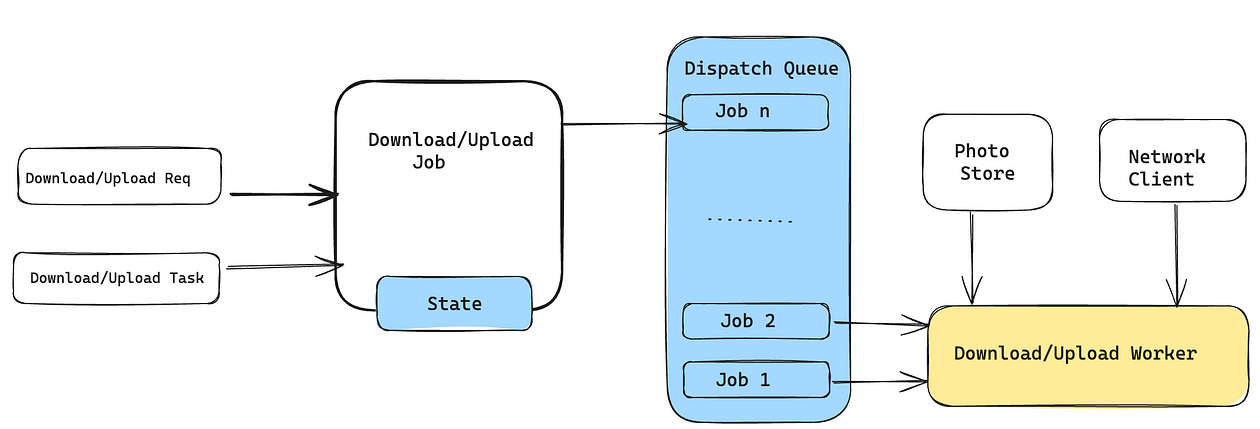 Download/Upload Req
Download/Upload Task
Download/Upload
Job
State
Dispatch Queue
Job n
Job 2
Job 1
Photo
Store
Network
Client
Download/Upload Worker